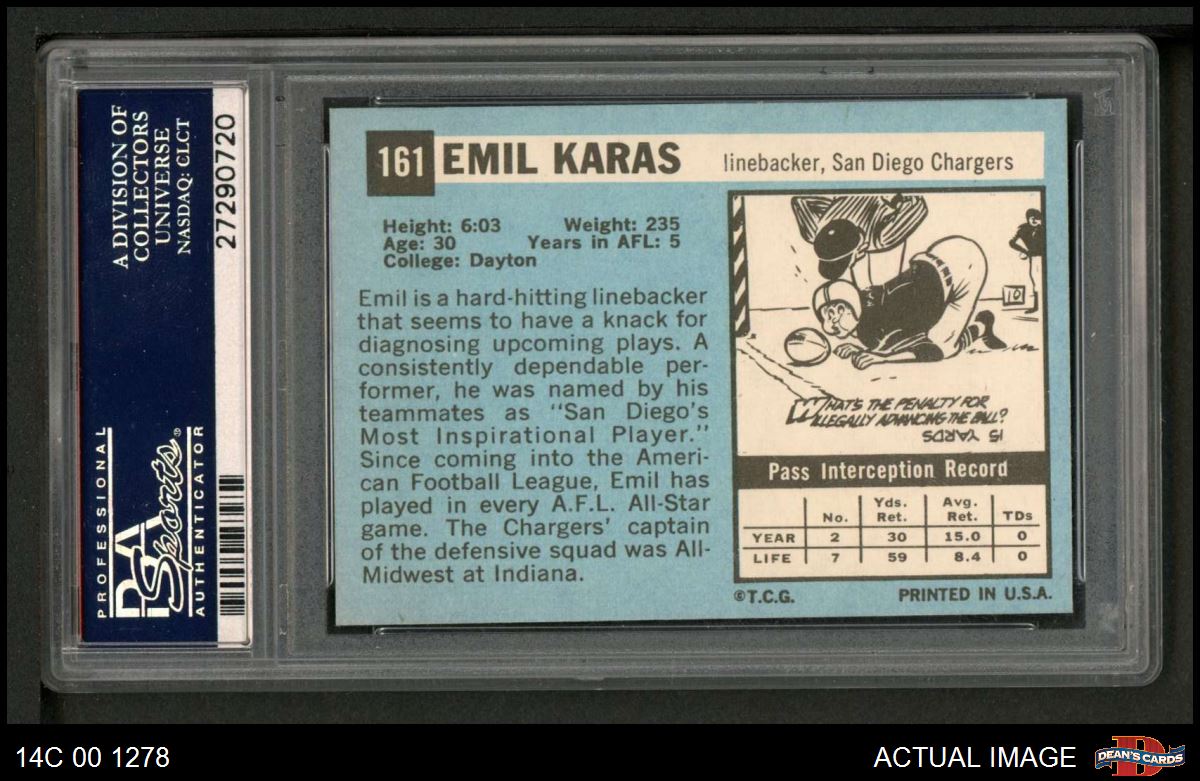 A DIVISION OF
COLLECTORS
UNIVERSE
NASDAQ: CLCT
27290720
PROFESSIONAL
PSA
Sports®
AUTHENTICATOR
161 EMIL KARAS linebacker, San Diego Chargers
Height: 6:03 Weight: 235
Age: 30 Years in AFL: 5
College: Dayton
Emil is a hard-hitting linebacker
that seems to have a knack for
diagnosing upcoming plays. A
consistently dependable per-
former, he was named by his
teammates as "San Diego's
Most Inspirational Player."
Since coming into the Ameri-
can Football League, Emil has
played in every A.F.L. All-Star
game. The Chargers' captain
of the defensive squad was All-
Midwest at Indiana.
10
WHAT'S THE PENALTY FOR
ILLEGALLY ADVANCING THE BALL?
15 YARDS
Pass Interception Record
No. Yds. Ret. Avg. Ret. TDs
YEAR 2 30 15.0 0
LIFE 7 59 8.4 0
©T.C.G. PRINTED IN U.S.A.
14C 00 1278
ACTUAL IMAGE
D
DEAN'S CARDS